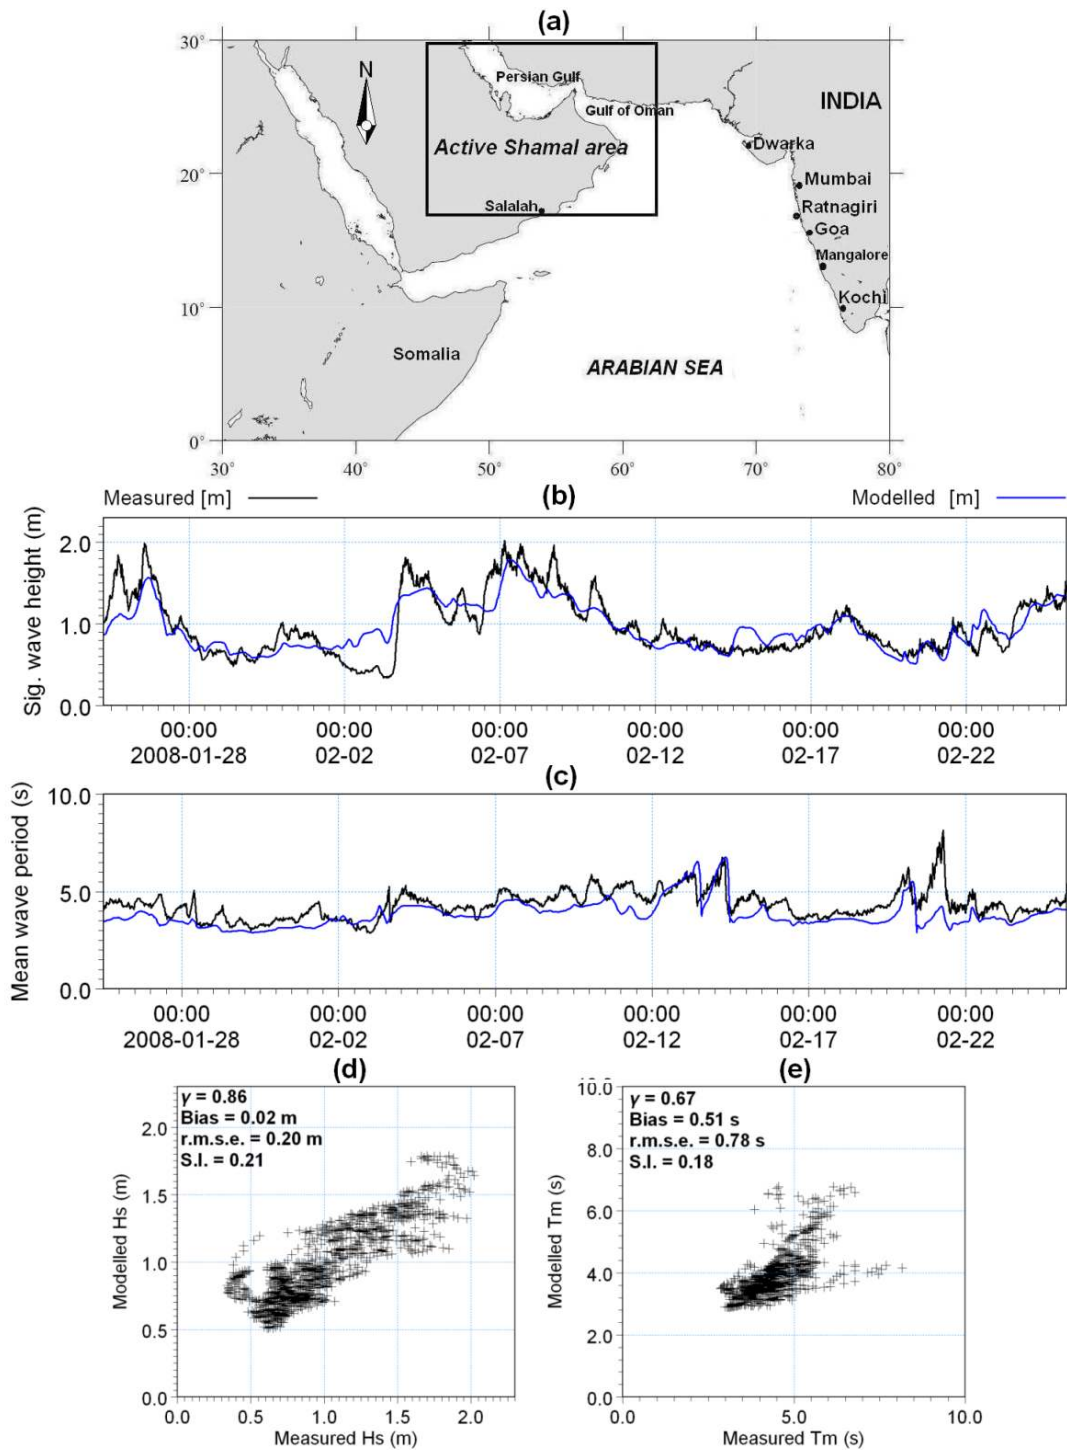 (a)
30°
N
Persian Gulf
Gulf of Oman
INDIA
Active Shamal area
Dwarka
20°
Mumbai
Salalah
Ratnagiri
Goa
Mangalore
10°
Kochi
Somalia
ARABIAN SEA
0°
30° 40° 50° 60° 70° 80°
Measured [m] (b) Modelled [m]
Sig. wave height (m)
2.0
1.0
0.0
00:00 00:00 00:00 00:00 00:00 00:00
2008-01-28 02-02 02-07 02-12 02-17 02-22
(c)
Mean wave period (s)
10.0
5.0
0.0
00:00 00:00 00:00 00:00 00:00 00:00
2008-01-28 02-02 02-07 02-12 02-17 02-22
(d)
γ = 0.86
Bias = 0.02 m
r.m.s.e. = 0.20 m
S.I. = 0.21
Modelled Hs (m)
2.0
1.5
1.0
0.5
0.0
0.0 0.5 1.0 1.5 2.0
Measured Hs (m)
(e)
10.0
γ = 0.67
Bias = 0.51 s
r.m.s.e. = 0.78 s
S.I. = 0.18
Modelled Tm (s)
8.0
6.0
4.0
2.0
0.0
0.0 5.0 10.0
Measured Tm (s)